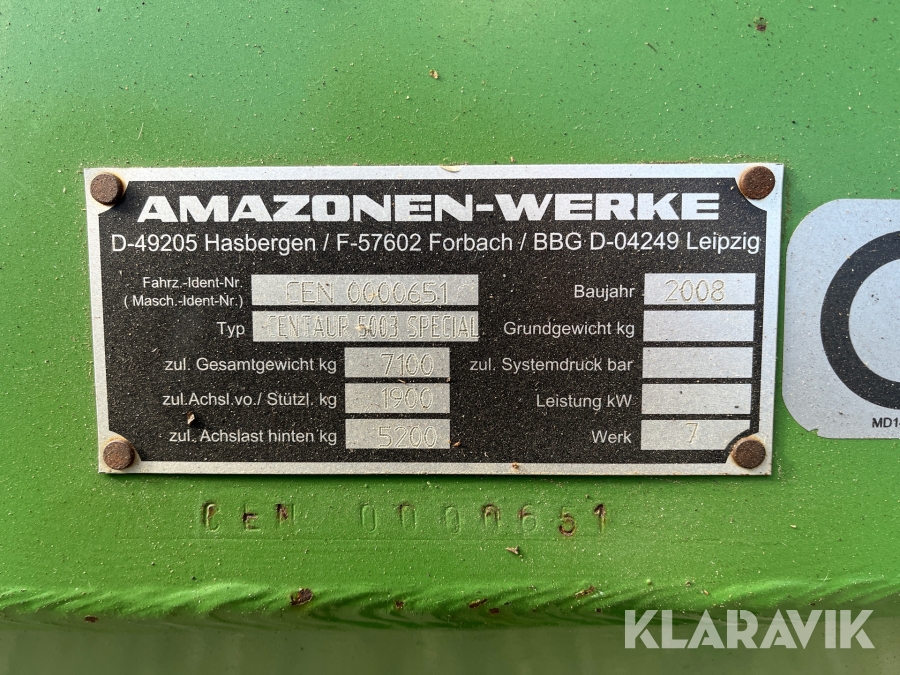 AMAZONEN-WERKE
D-49205 Hasbergen / F-57602 Forbach / BBG D-04249 Leipzig
Fahrz.-Ident-Nr.
( Masch.-Ident-Nr.) CEN 0000651 Baujahr 2008
Typ CENTAUR 5003 SPECIAL Grundgewicht kg
zul. Gesamtgewicht kg 7100 zul. Systemdruck bar
zul.Achsl.vo./ Stützl. kg 1900 Leistung kW
zul. Achslast hinten kg 5200 Werk 7
CEN 0000651
KLARAVIK